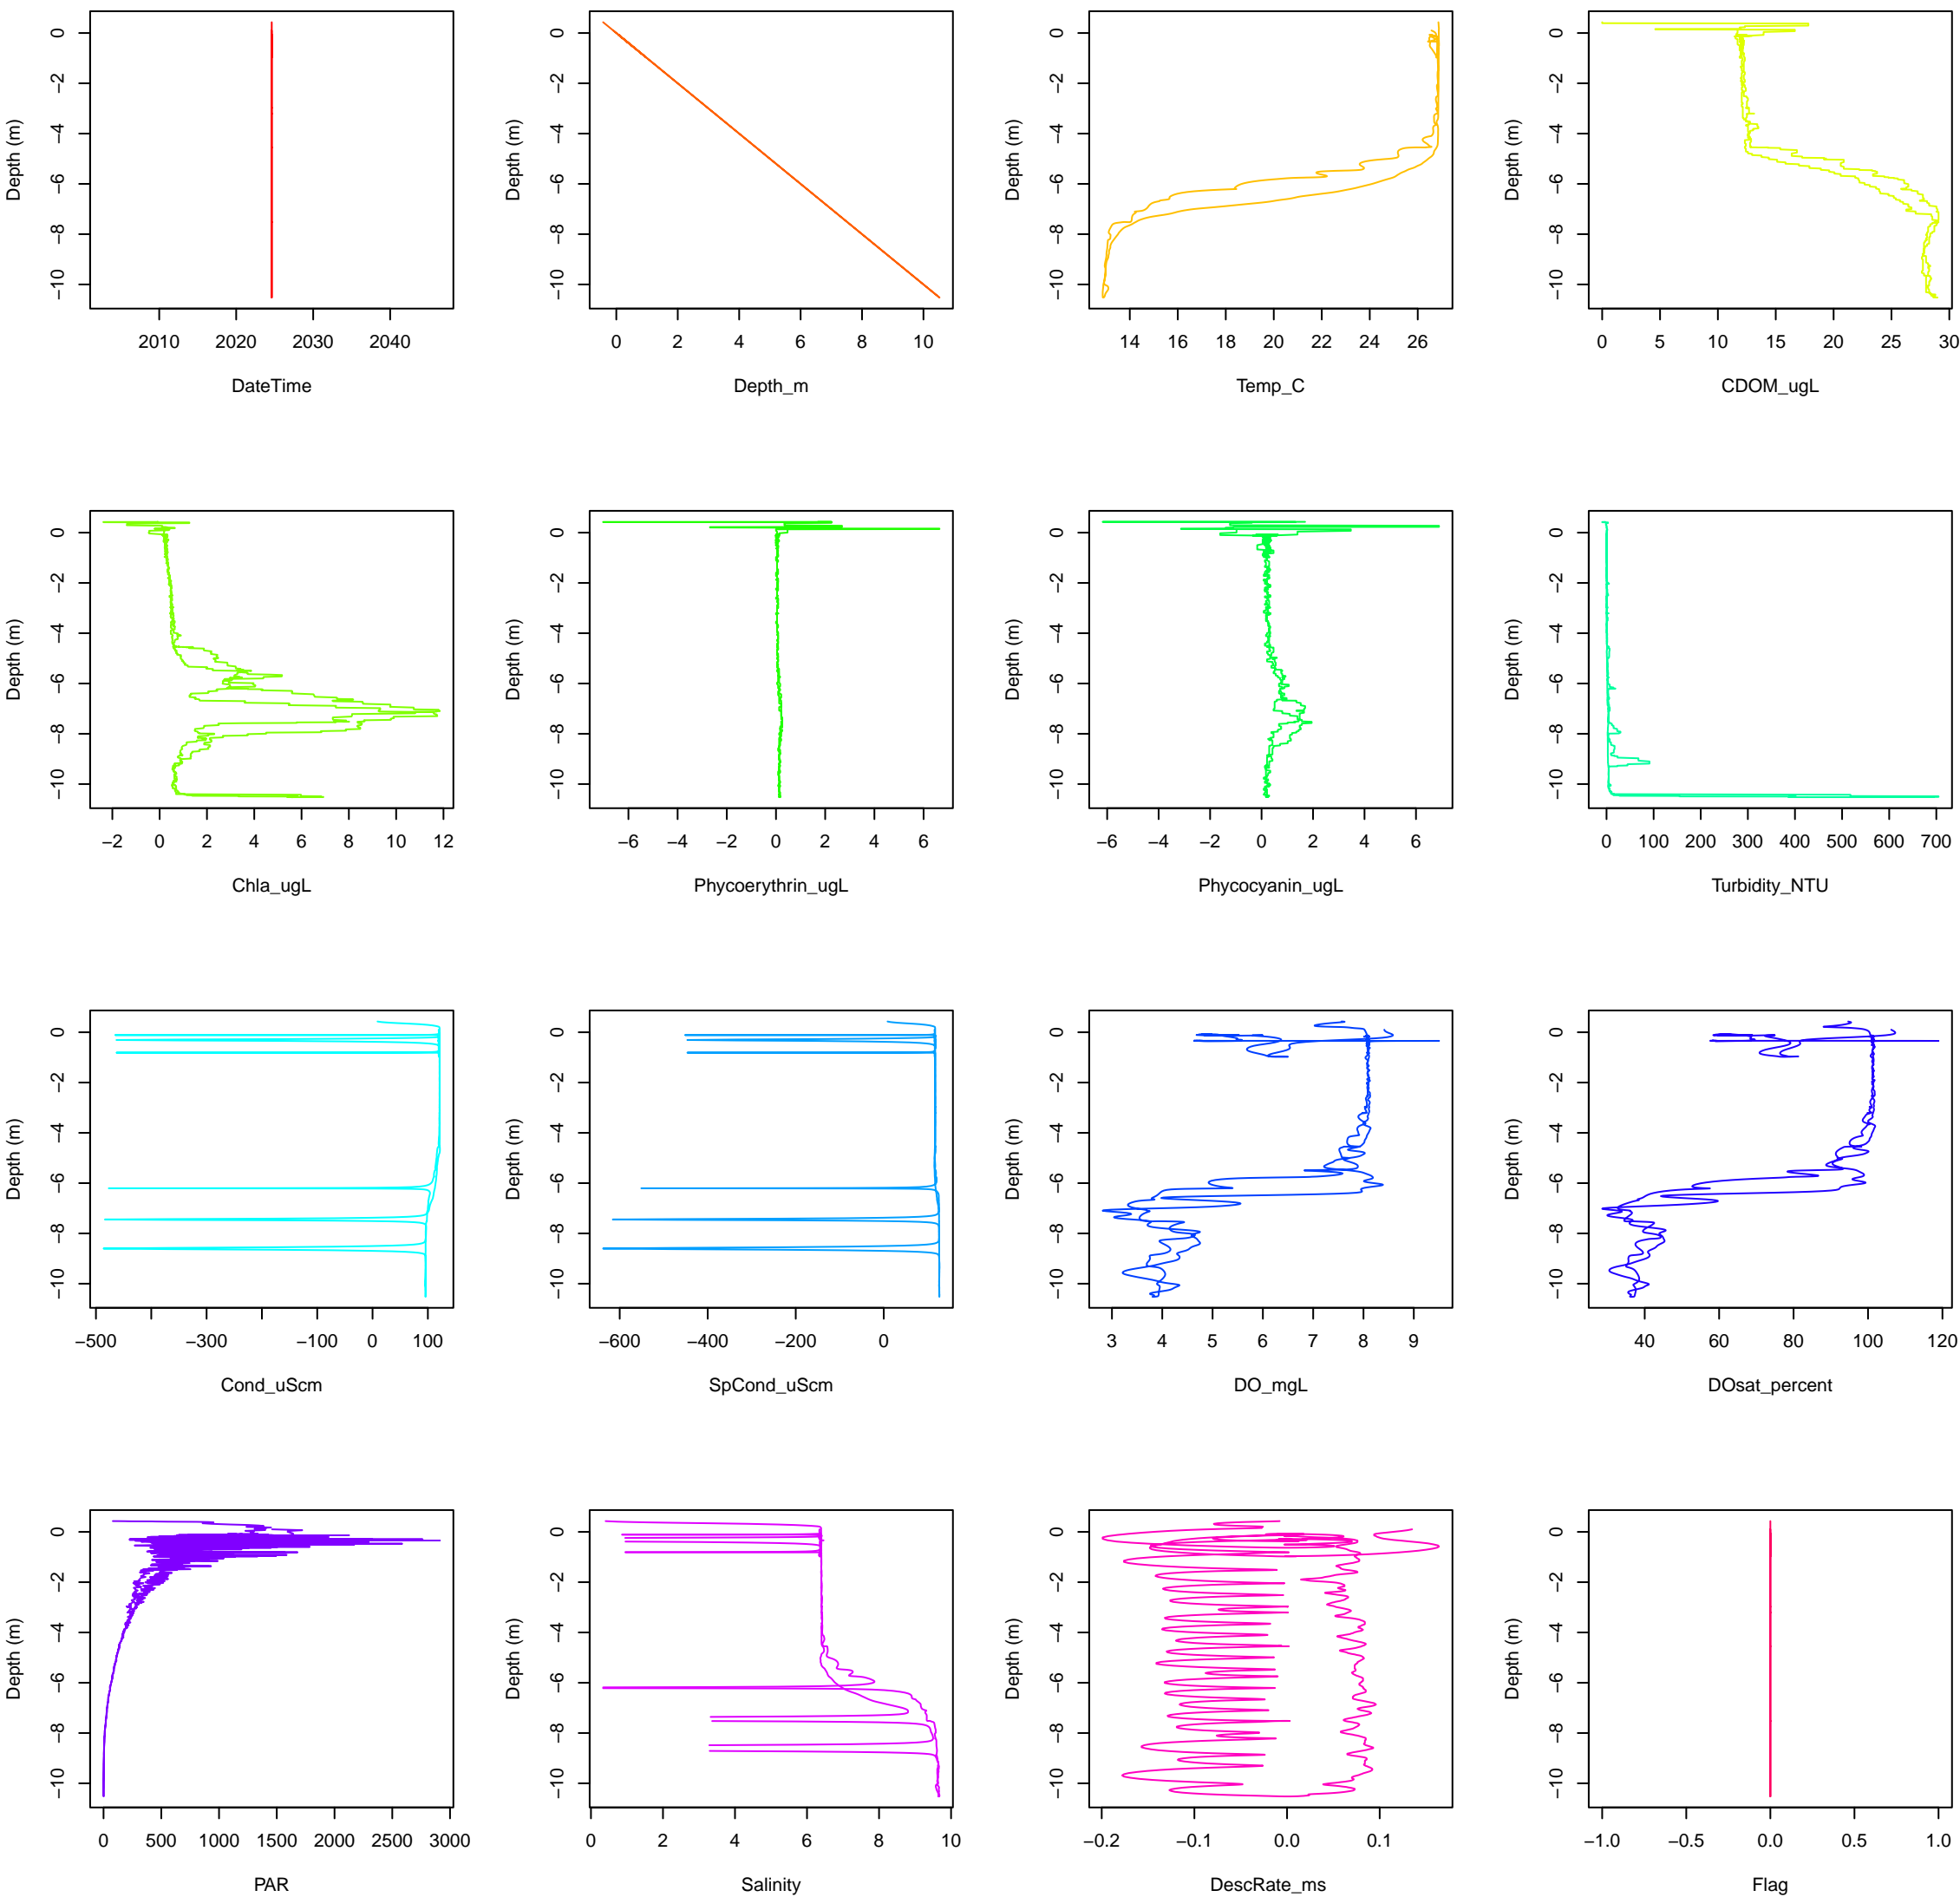 Depth (m)
0 −2 −4 −6 −8 −10
2010 2020 2030 2040
DateTime
Depth (m)
0 −2 −4 −6 −8 −10
0 2 4 6 8 10
Depth_m
Depth (m)
0 −2 −4 −6 −8 −10
14 16 18 20 22 24 26
Temp_C
Depth (m)
0 −2 −4 −6 −8 −10
0 5 10 15 20 25 30
CDOM_ugL
Depth (m)
0 −2 −4 −6 −8 −10
−2 0 2 4 6 8 10 12
Chla_ugL
Depth (m)
0 −2 −4 −6 −8 −10
−6 −4 −2 0 2 4 6
Phycoerythrin_ugL
Depth (m)
0 −2 −4 −6 −8 −10
−6 −4 −2 0 2 4 6
Phycocyanin_ugL
Depth (m)
0 −2 −4 −6 −8 −10
0 100 200 300 400 500 600 700
Turbidity_NTU
Depth (m)
0 −2 −4 −6 −8 −10
−500 −300 −100 0 100
Cond_uScm
Depth (m)
0 −2 −4 −6 −8 −10
−600 −400 −200 0
SpCond_uScm
Depth (m)
0 −2 −4 −6 −8 −10
3 4 5 6 7 8 9
DO_mgL
Depth (m)
0 −2 −4 −6 −8 −10
40 60 80 100 120
DOsat_percent
Depth (m)
0 −2 −4 −6 −8 −10
0 500 1000 1500 2000 2500 3000
PAR
Depth (m)
0 −2 −4 −6 −8 −10
0 2 4 6 8 10
Salinity
Depth (m)
0 −2 −4 −6 −8 −10
−0.2 −0.1 0.0 0.1
DescRate_ms
Depth (m)
0 −2 −4 −6 −8 −10
−1.0 −0.5 0.0 0.5 1.0
Flag